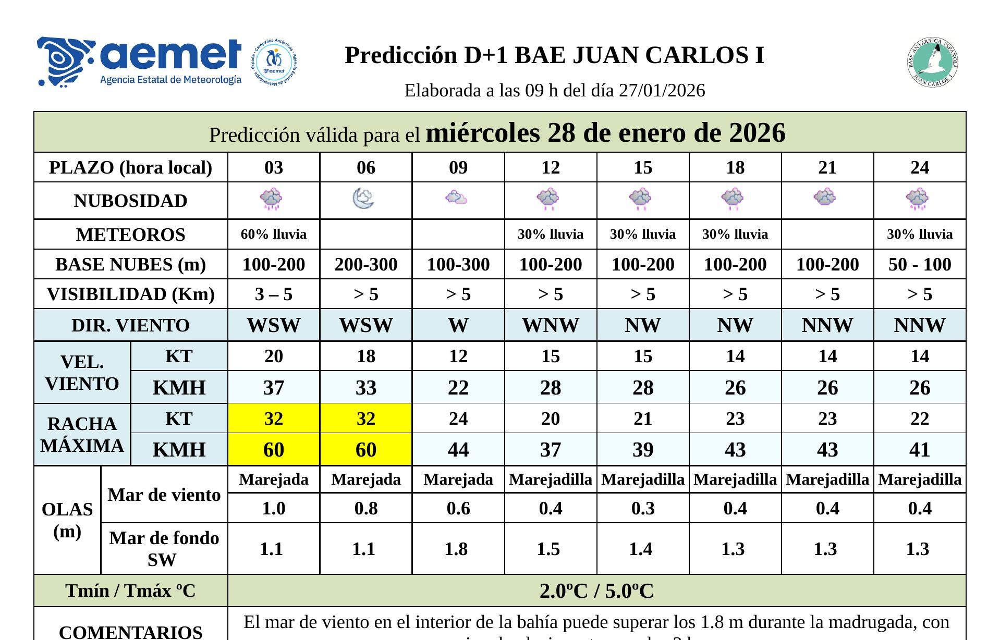 aemet
Agencia Estatal de Meteorología
Campañas Antárticas - Agencia Estatal de Meteorología - España
aemet
Predicción D+1 BAE JUAN CARLOS I
Elaborada a las 09 h del día 27/01/2026
BASE ANTÁRTICA ESPAÑOLA
JUAN CARLOS I
Predicción válida para el miércoles 28 de enero de 2026
PLAZO (hora local) 03 06 09 12 15 18 21 24
NUBOSIDAD
METEOROS 60% lluvia 30% lluvia 30% lluvia 30% lluvia 30% lluvia
BASE NUBES (m) 100-200 200-300 100-300 100-200 100-200 100-200 100-200 50 - 100
VISIBILIDAD (Km) 3 – 5 > 5 > 5 > 5 > 5 > 5 > 5 > 5
DIR. VIENTO WSW WSW W WNW NW NW NNW NNW
VEL.
VIENTO
KT 20 18 12 15 15 14 14 14
KMH 37 33 22 28 28 26 26 26
RACHA
MÁXIMA
KT 32 32 24 20 21 23 23 22
KMH 60 60 44 37 39 43 43 41
OLAS
(m)
Mar de viento
Marejada Marejada Marejada Marejadilla Marejadilla Marejadilla Marejadilla Marejadilla
1.0 0.8 0.6 0.4 0.3 0.4 0.4 0.4
Mar de fondo
SW
1.1 1.1 1.8 1.5 1.4 1.3 1.3 1.3
Tmín / Tmáx ºC 2.0ºC / 5.0ºC
COMENTARIOS
El mar de viento en el interior de la bahía puede superar los 1.8 m durante la madrugada, con